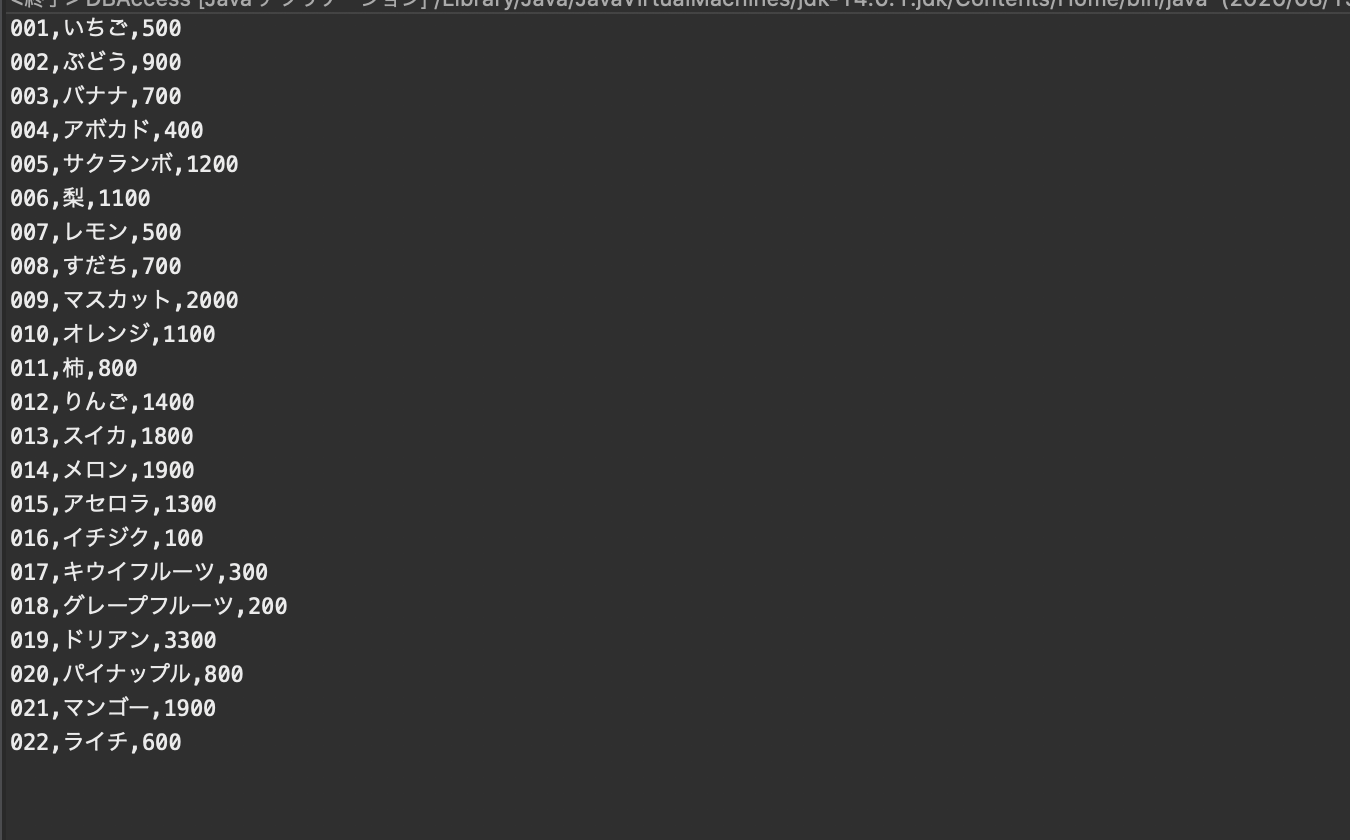 <終了> DBAccess [Java アプリケーション] /Library/Java/JavaVirtualMachines/jdk-14.0.1.jdk/Contents/Home/bin/java (2020/08/
001,いちご,500
002,ぶどう,900
003,バナナ,700
004,アボカド,400
005,サクランボ,1200
006,梨,1100
007,レモン,500
008,すだち,700
009,マスカット,2000
010,オレンジ,1100
011,柿,800
012,りんご,1400
013,スイカ,1800
014,メロン,1900
015,アセロラ,1300
016,イチジク,100
017,キウイフルーツ,300
018,グレープフルーツ,200
019,ドリアン,3300
020,パイナップル,800
021,マンゴー,1900
022,ライチ,600